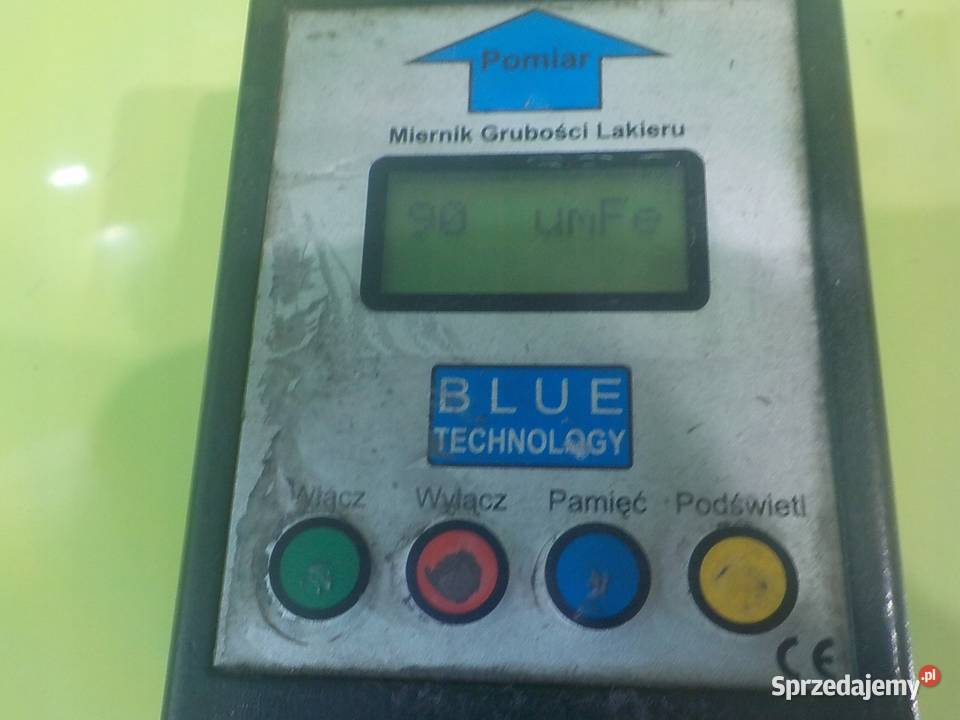 Pomiar
Miernik Grubości Lakieru
90 umFe
BLUE
TECHNOLOGY
Włącz Wyłącz Pamięć Podświetl
CE
Sprzedajemy.pl